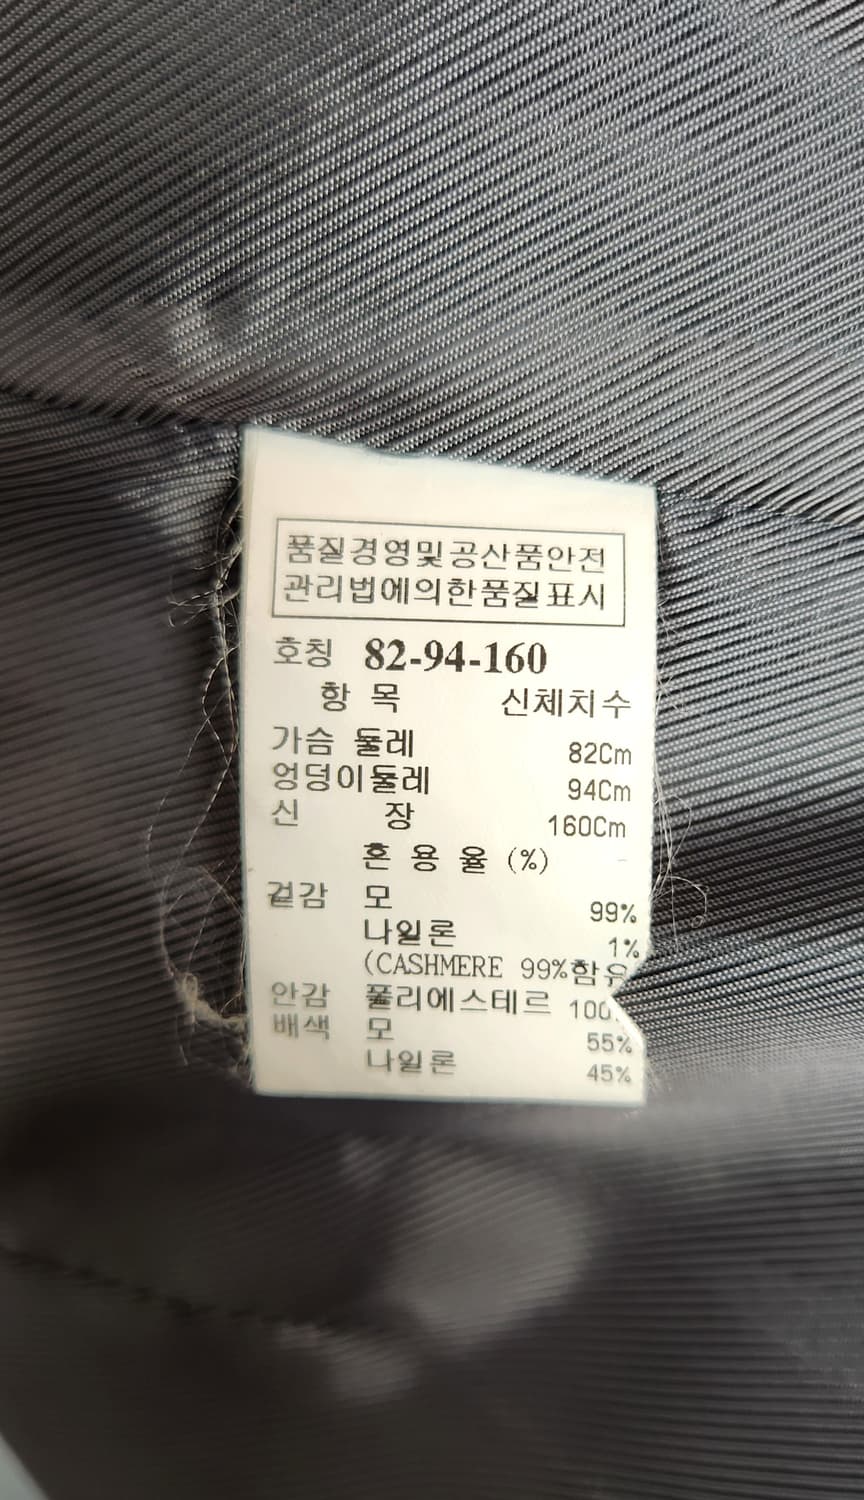 품질경영및공산품안전
관리법에의한품질표시
호칭 82-94-160
항 목 신체치수
가슴 둘레 82Cm
엉덩이둘레 94Cm
신 장 160Cm
혼 용 율 (%)
겉감 모 99%
나일론 1%
(CASHMERE 99%함유
안감 폴리에스테르 100
배색 모 55%
나일론 45%